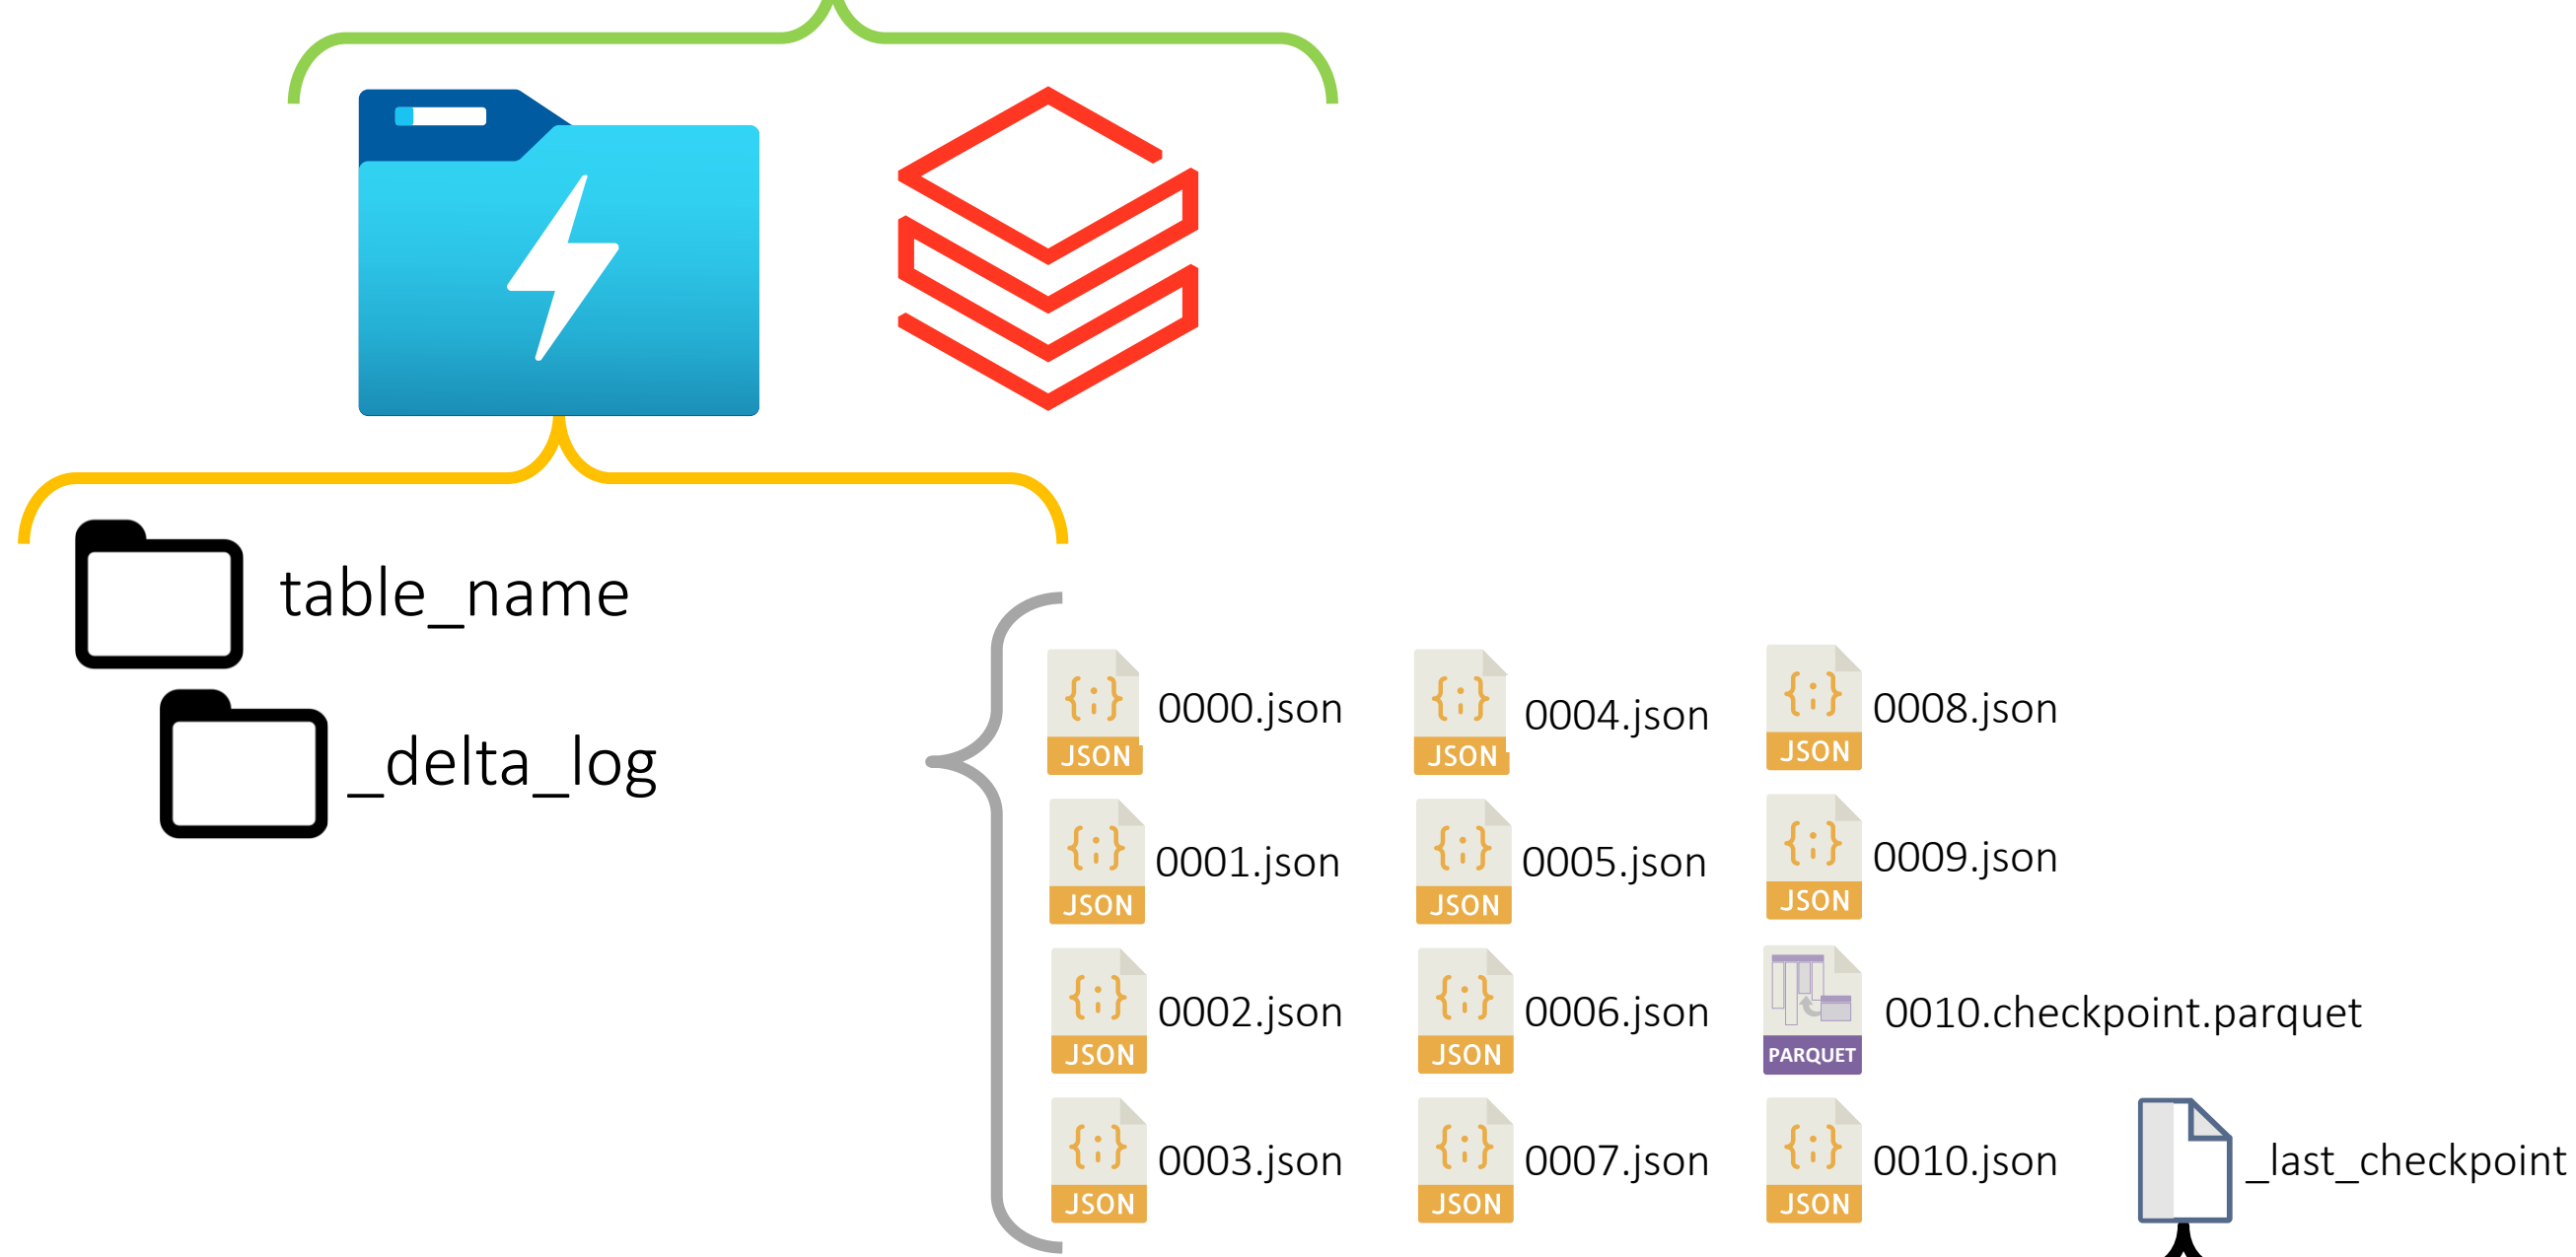 table_name
_delta_log
0000.json
JSON
0001.json
JSON
0002.json
JSON
0003.json
JSON
0004.json
JSON
0005.json
JSON
0006.json
JSON
0007.json
JSON
0008.json
JSON
0009.json
JSON
0010.checkpoint.parquet
PARQUET
0010.json
JSON
_last_checkpoint